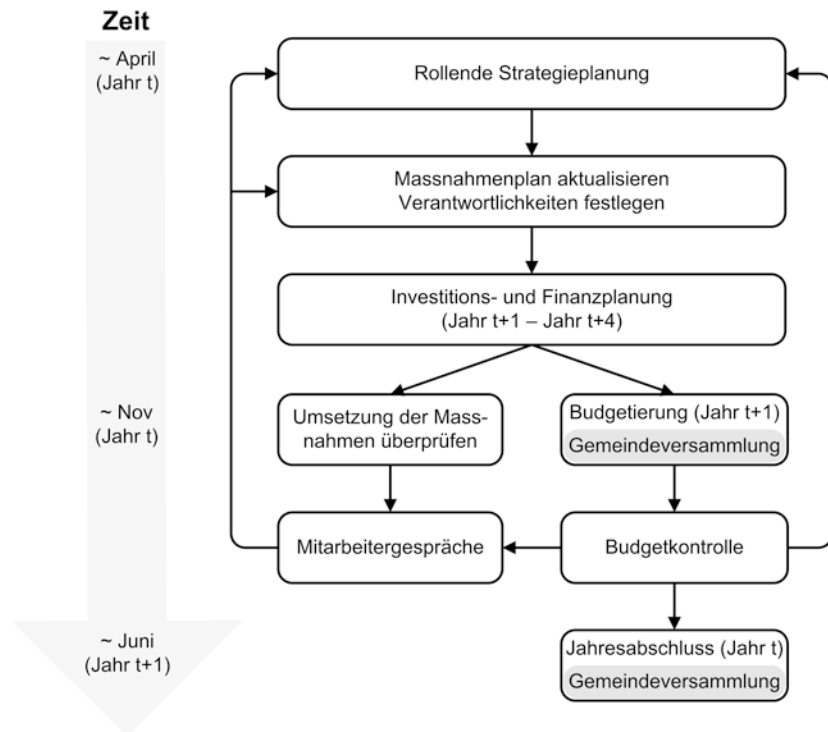 Zeit
~ April
(Jahr t)
Rollende Strategieplanung
Massnahmenplan aktualisieren
Verantwortlichkeiten festlegen
Investitions- und Finanzplanung
(Jahr t+1 – Jahr t+4)
~ Nov
(Jahr t)
Umsetzung der Mass-
nahmen überprüfen
Budgetierung (Jahr t+1)
Gemeindeversammlung
Mitarbeitergespräche
Budgetkontrolle
~ Juni
(Jahr t+1)
Jahresabschluss (Jahr t)
Gemeindeversammlung